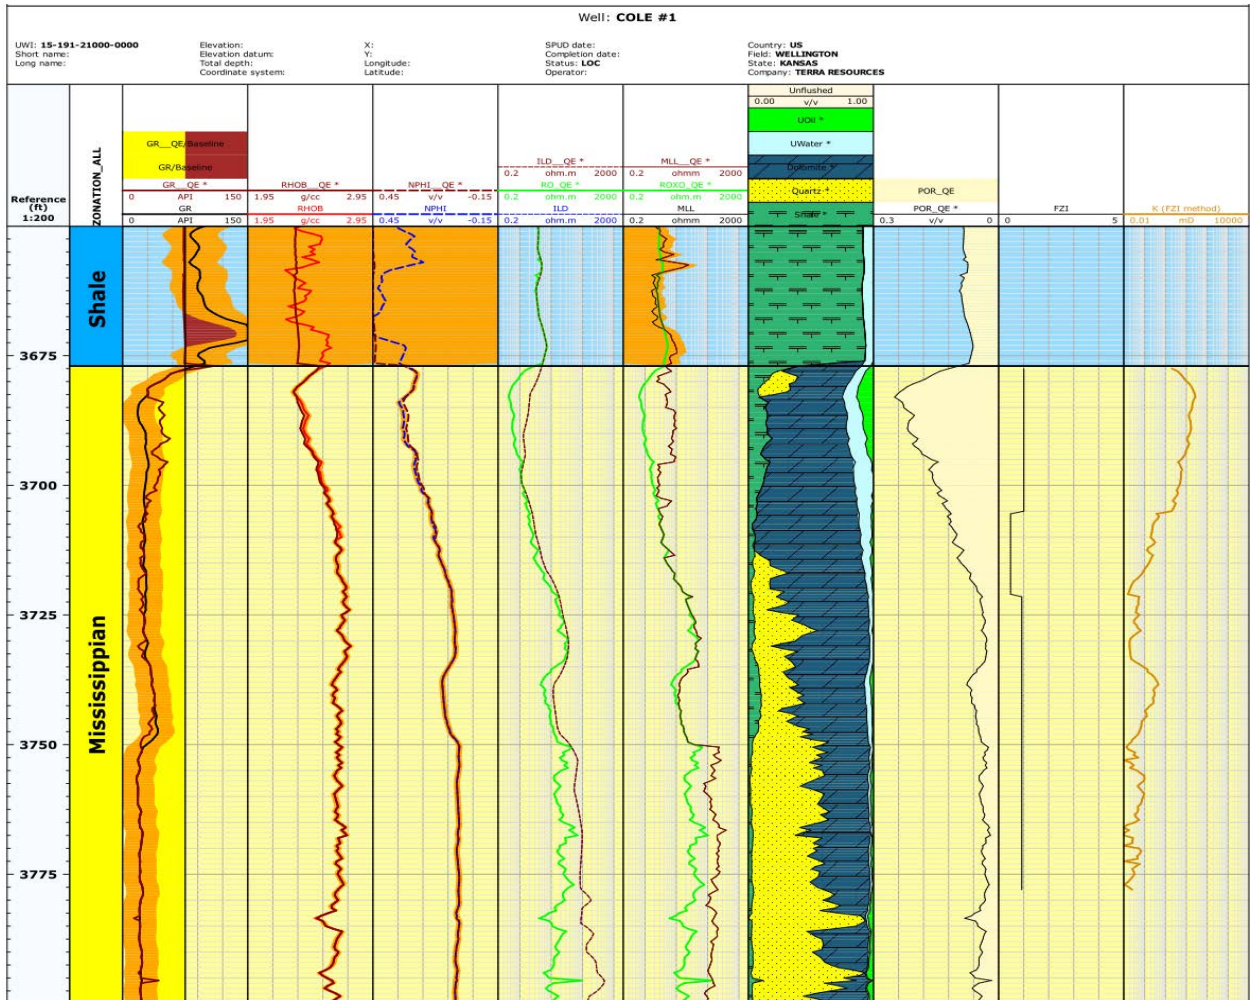 Well: COLE #1
UWI: 15-191-21000-0000
Short name:
Long name:
Elevation:
Elevation datum:
Total depth:
Coordinate system:
X:
Y:
Longitude:
Latitude:
SPUD date:
Completion date:
Status: LOC
Operator:
Country: US
Field: WELLINGTON
State: KANSAS
Company: TERRA RESOURCES
Reference
(ft)
1:200
ZONATION_ALL
GR__QE/Baseline
GR/Baseline
GR__QE *
0 API 150
GR
0 API 150
RHOB__QE *
1.95 g/cc 2.95
RHOB
1.95 g/cc 2.95
NPHI__QE *
0.45 v/v -0.15
NPHI
0.45 v/v -0.15
ILD__QE *
0.2 ohm.m 2000
RO_QE *
0.2 ohm.m 2000
ILD
0.2 ohm.m 2000
MLL__QE *
0.2 ohmm 2000
ROXO_QE *
0.2 ohmm 2000
MLL
0.2 ohmm 2000
Unflushed
0.00 v/v 1.00
UOil *
UWater *
Dolomite *
Quartz *
Shale *
POR_QE
POR_QE *
0.3 v/v 0
FZI
0 5
K (FZI method)
0.01 mD 10000
Shale
3675
Mississippian
3700
3725
3750
3775